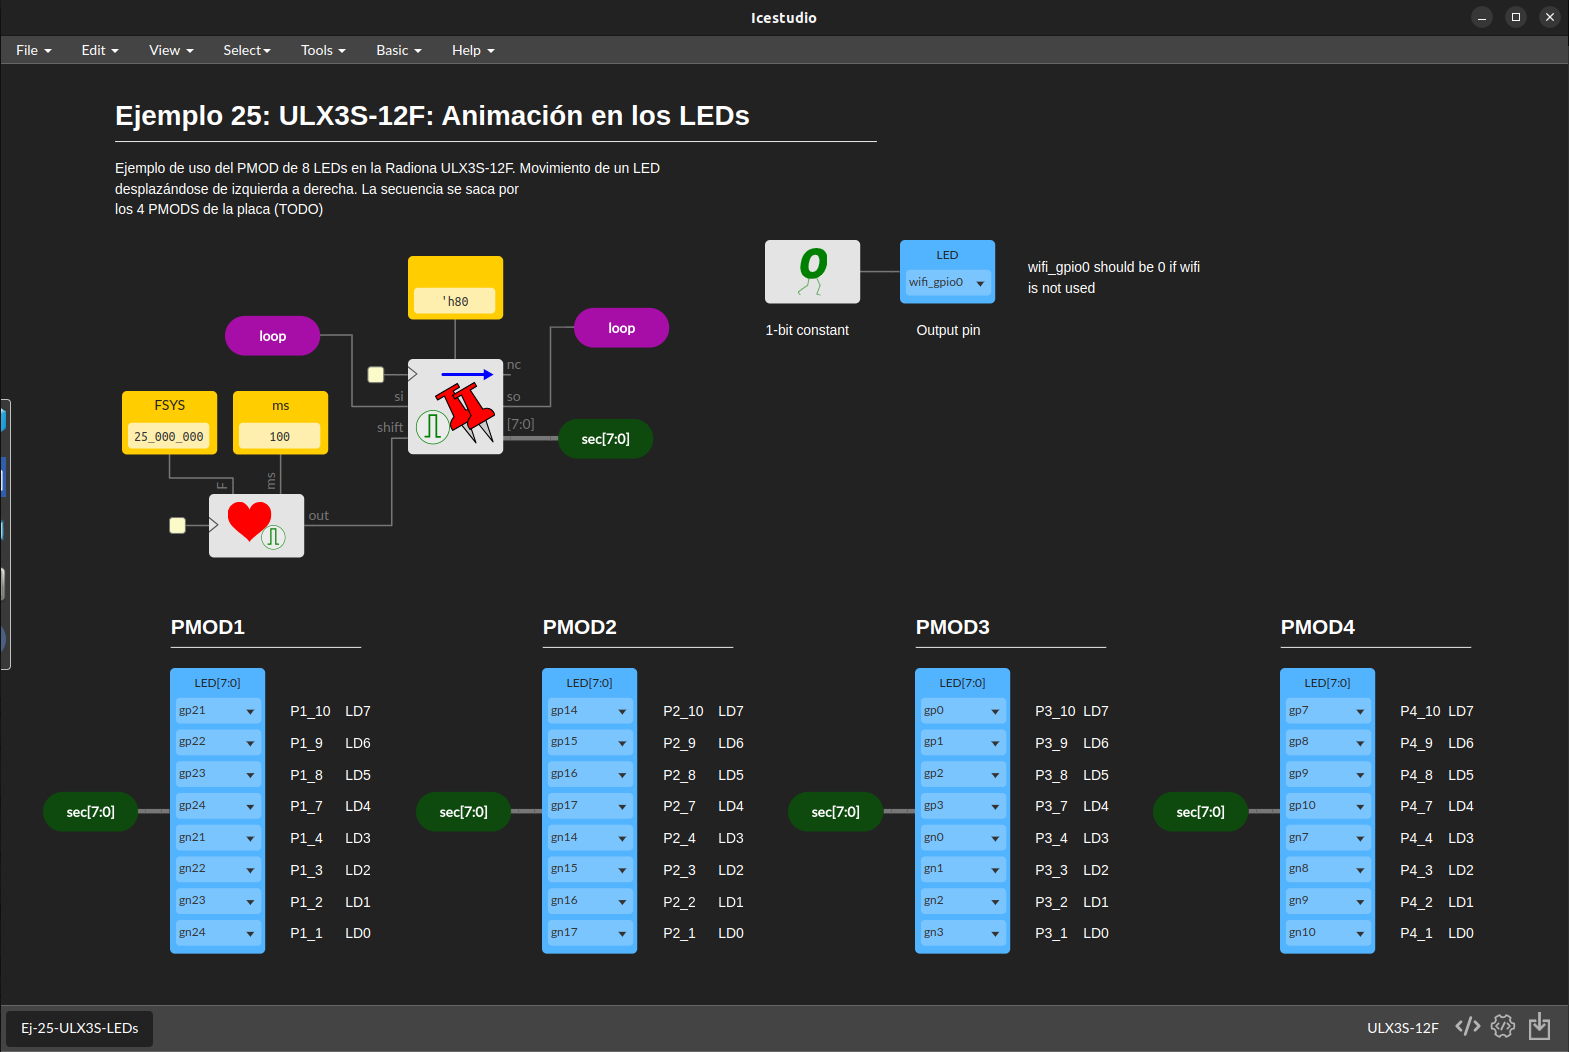 Icestudio
File Edit View Select Tools Basic Help
Ejemplo 25: ULX3S-12F: Animación en los LEDs
Ejemplo de uso del PMOD de 8 LEDs en la Radiona ULX3S-12F. Movimiento de un LED
desplazándose de izquierda a derecha. La secuencia se saca por
los 4 PMODS de la placa (TODO)
'h80
loop
loop
nc
si
so
shift
[7:0]
sec[7:0]
FSYS
25_000_000
ms
100
F
ms
out
0
LED
wifi_gpio0
wifi_gpio0 should be 0 if wifi
is not used
1-bit constant
Output pin
PMOD1
LED[7:0]
gp21 P1_10 LD7
gp22 P1_9 LD6
gp23 P1_8 LD5
gp24 P1_7 LD4
sec[7:0]
gn21 P1_4 LD3
gn22 P1_3 LD2
gn23 P1_2 LD1
gn24 P1_1 LD0
PMOD2
LED[7:0]
gp14 P2_10 LD7
gp15 P2_9 LD6
gp16 P2_8 LD5
gp17 P2_7 LD4
sec[7:0]
gn14 P2_4 LD3
gn15 P2_3 LD2
gn16 P2_2 LD1
gn17 P2_1 LD0
PMOD3
LED[7:0]
gp0 P3_10 LD7
gp1 P3_9 LD6
gp2 P3_8 LD5
gp3 P3_7 LD4
sec[7:0]
gn0 P3_4 LD3
gn1 P3_3 LD2
gn2 P3_2 LD1
gn3 P3_1 LD0
PMOD4
LED[7:0]
gp7 P4_10 LD7
gp8 P4_9 LD6
gp9 P4_8 LD5
gp10 P4_7 LD4
sec[7:0]
gn7 P4_4 LD3
gn8 P4_3 LD2
gn9 P4_2 LD1
gn10 P4_1 LD0
Ej-25-ULX3S-LEDs
ULX3S-12F